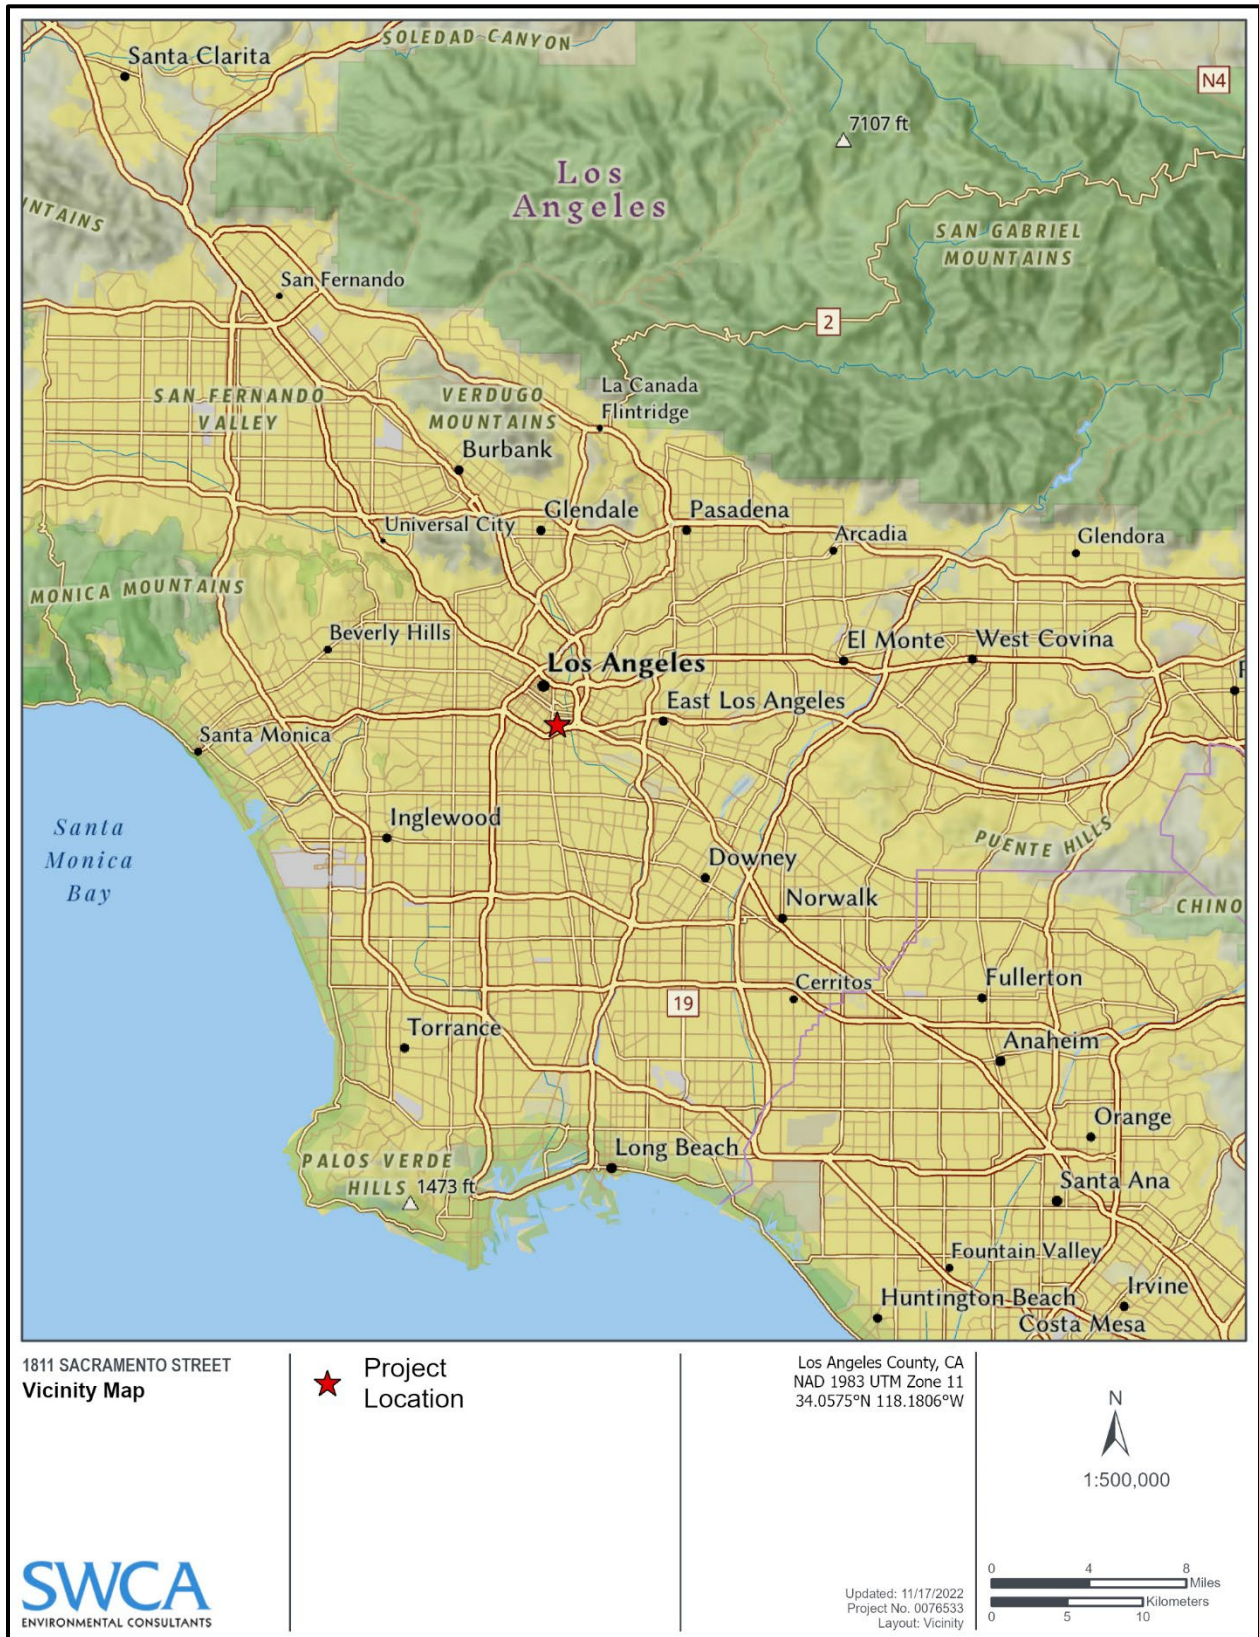 SOLEDAD CANYON
Santa Clarita
N4
7107 ft
Los
Angeles
NTAINS
SAN GABRIEL
MOUNTAINS
San Fernando
2
SAN FERNANDO
VALLEY
VERDUGO
MOUNTAINS
La Canada
Flintridge
Burbank
Universal City
Glendale
Pasadena
Arcadia
Glendora
MONICA MOUNTAINS
Beverly Hills
Los Angeles
El Monte
West Covina
East Los Angeles
Santa Monica
Santa
Monica
Bay
Inglewood
PUENTE HILLS
Downey
Norwalk
CHINO
Cerritos
Fullerton
19
Torrance
Anaheim
Orange
PALOS VERDE
HILLS
1473 ft
Long Beach
Santa Ana
Fountain Valley
Huntington Beach
Irvine
Costa Mesa
1811 SACRAMENTO STREET
Vicinity Map
Project
Location
Los Angeles County, CA
NAD 1983 UTM Zone 11
34.0575°N 118.1806°W
N
1:500,000
SWCA
ENVIRONMENTAL CONSULTANTS
Updated: 11/17/2022
Project No. 0076533
Layout: Vicinity
0 4 8
Miles
Kilometers
0 5 10